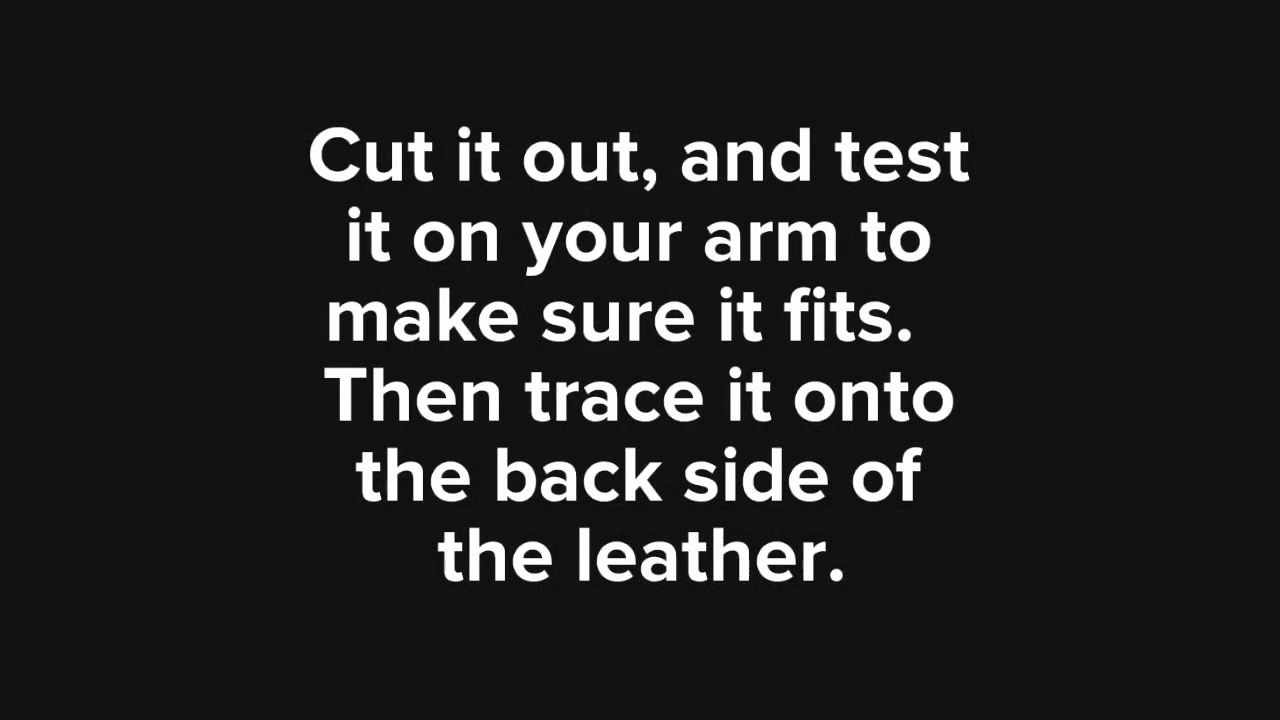 Cut it out, and test
it on your arm to
make sure it fits.
Then trace it onto
the back side of
the leather.